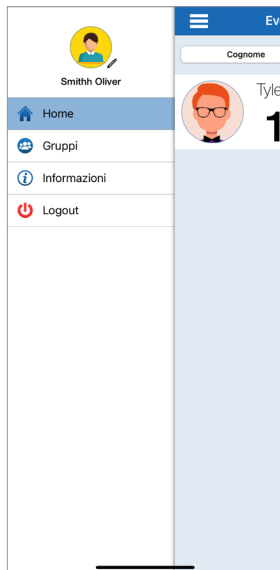 Smithh Oliver
Home
Gruppi
Informazioni
Logout
Cognome